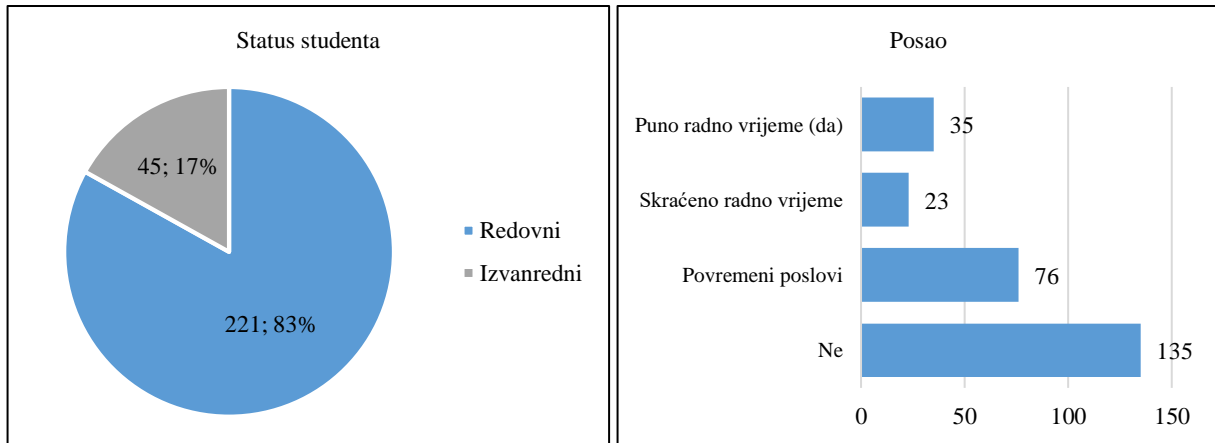 Status studenta
45; 17%
221; 83%
Redovni
Izvanredni
Posao
Puno radno vrijeme (da)
35
Skraćeno radno vrijeme
23
Povremeni poslovi
76
Ne
135
0 50 100 150